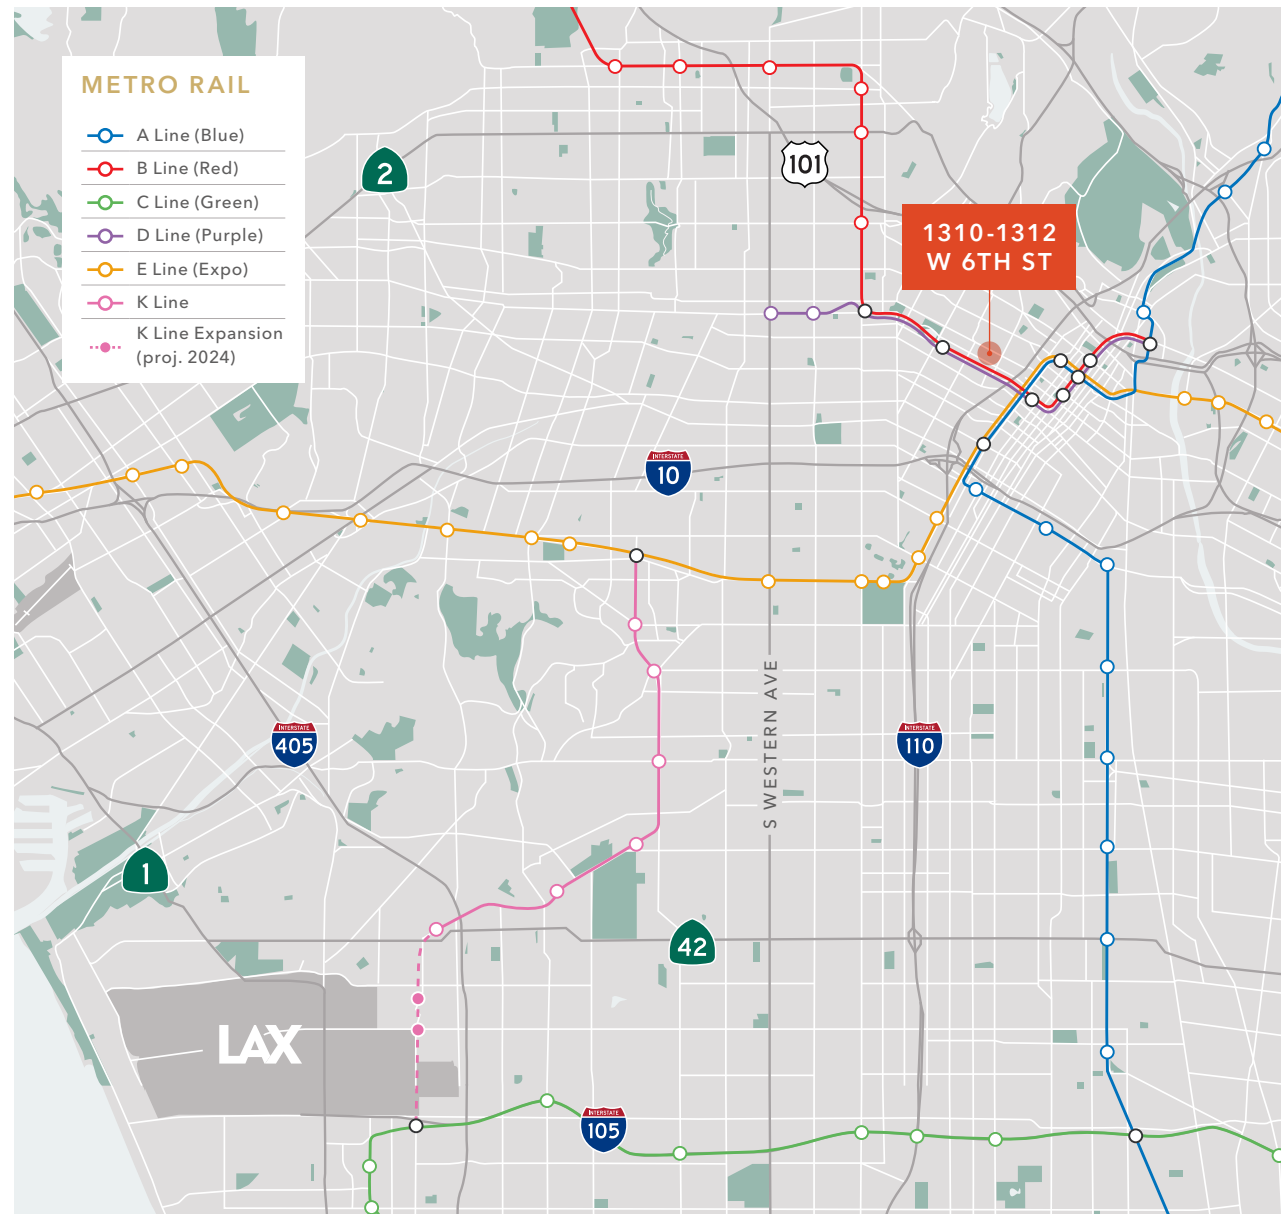 METRO RAIL
A Line (Blue)
B Line (Red)
C Line (Green)
D Line (Purple)
E Line (Expo)
K Line
K Line Expansion
(proj. 2024)
2
101
1310-1312
W 6TH ST
INTERSTATE
10
S WESTERN AVE
INTERSTATE
405
INTERSTATE
110
1
42
LAX
INTERSTATE
105